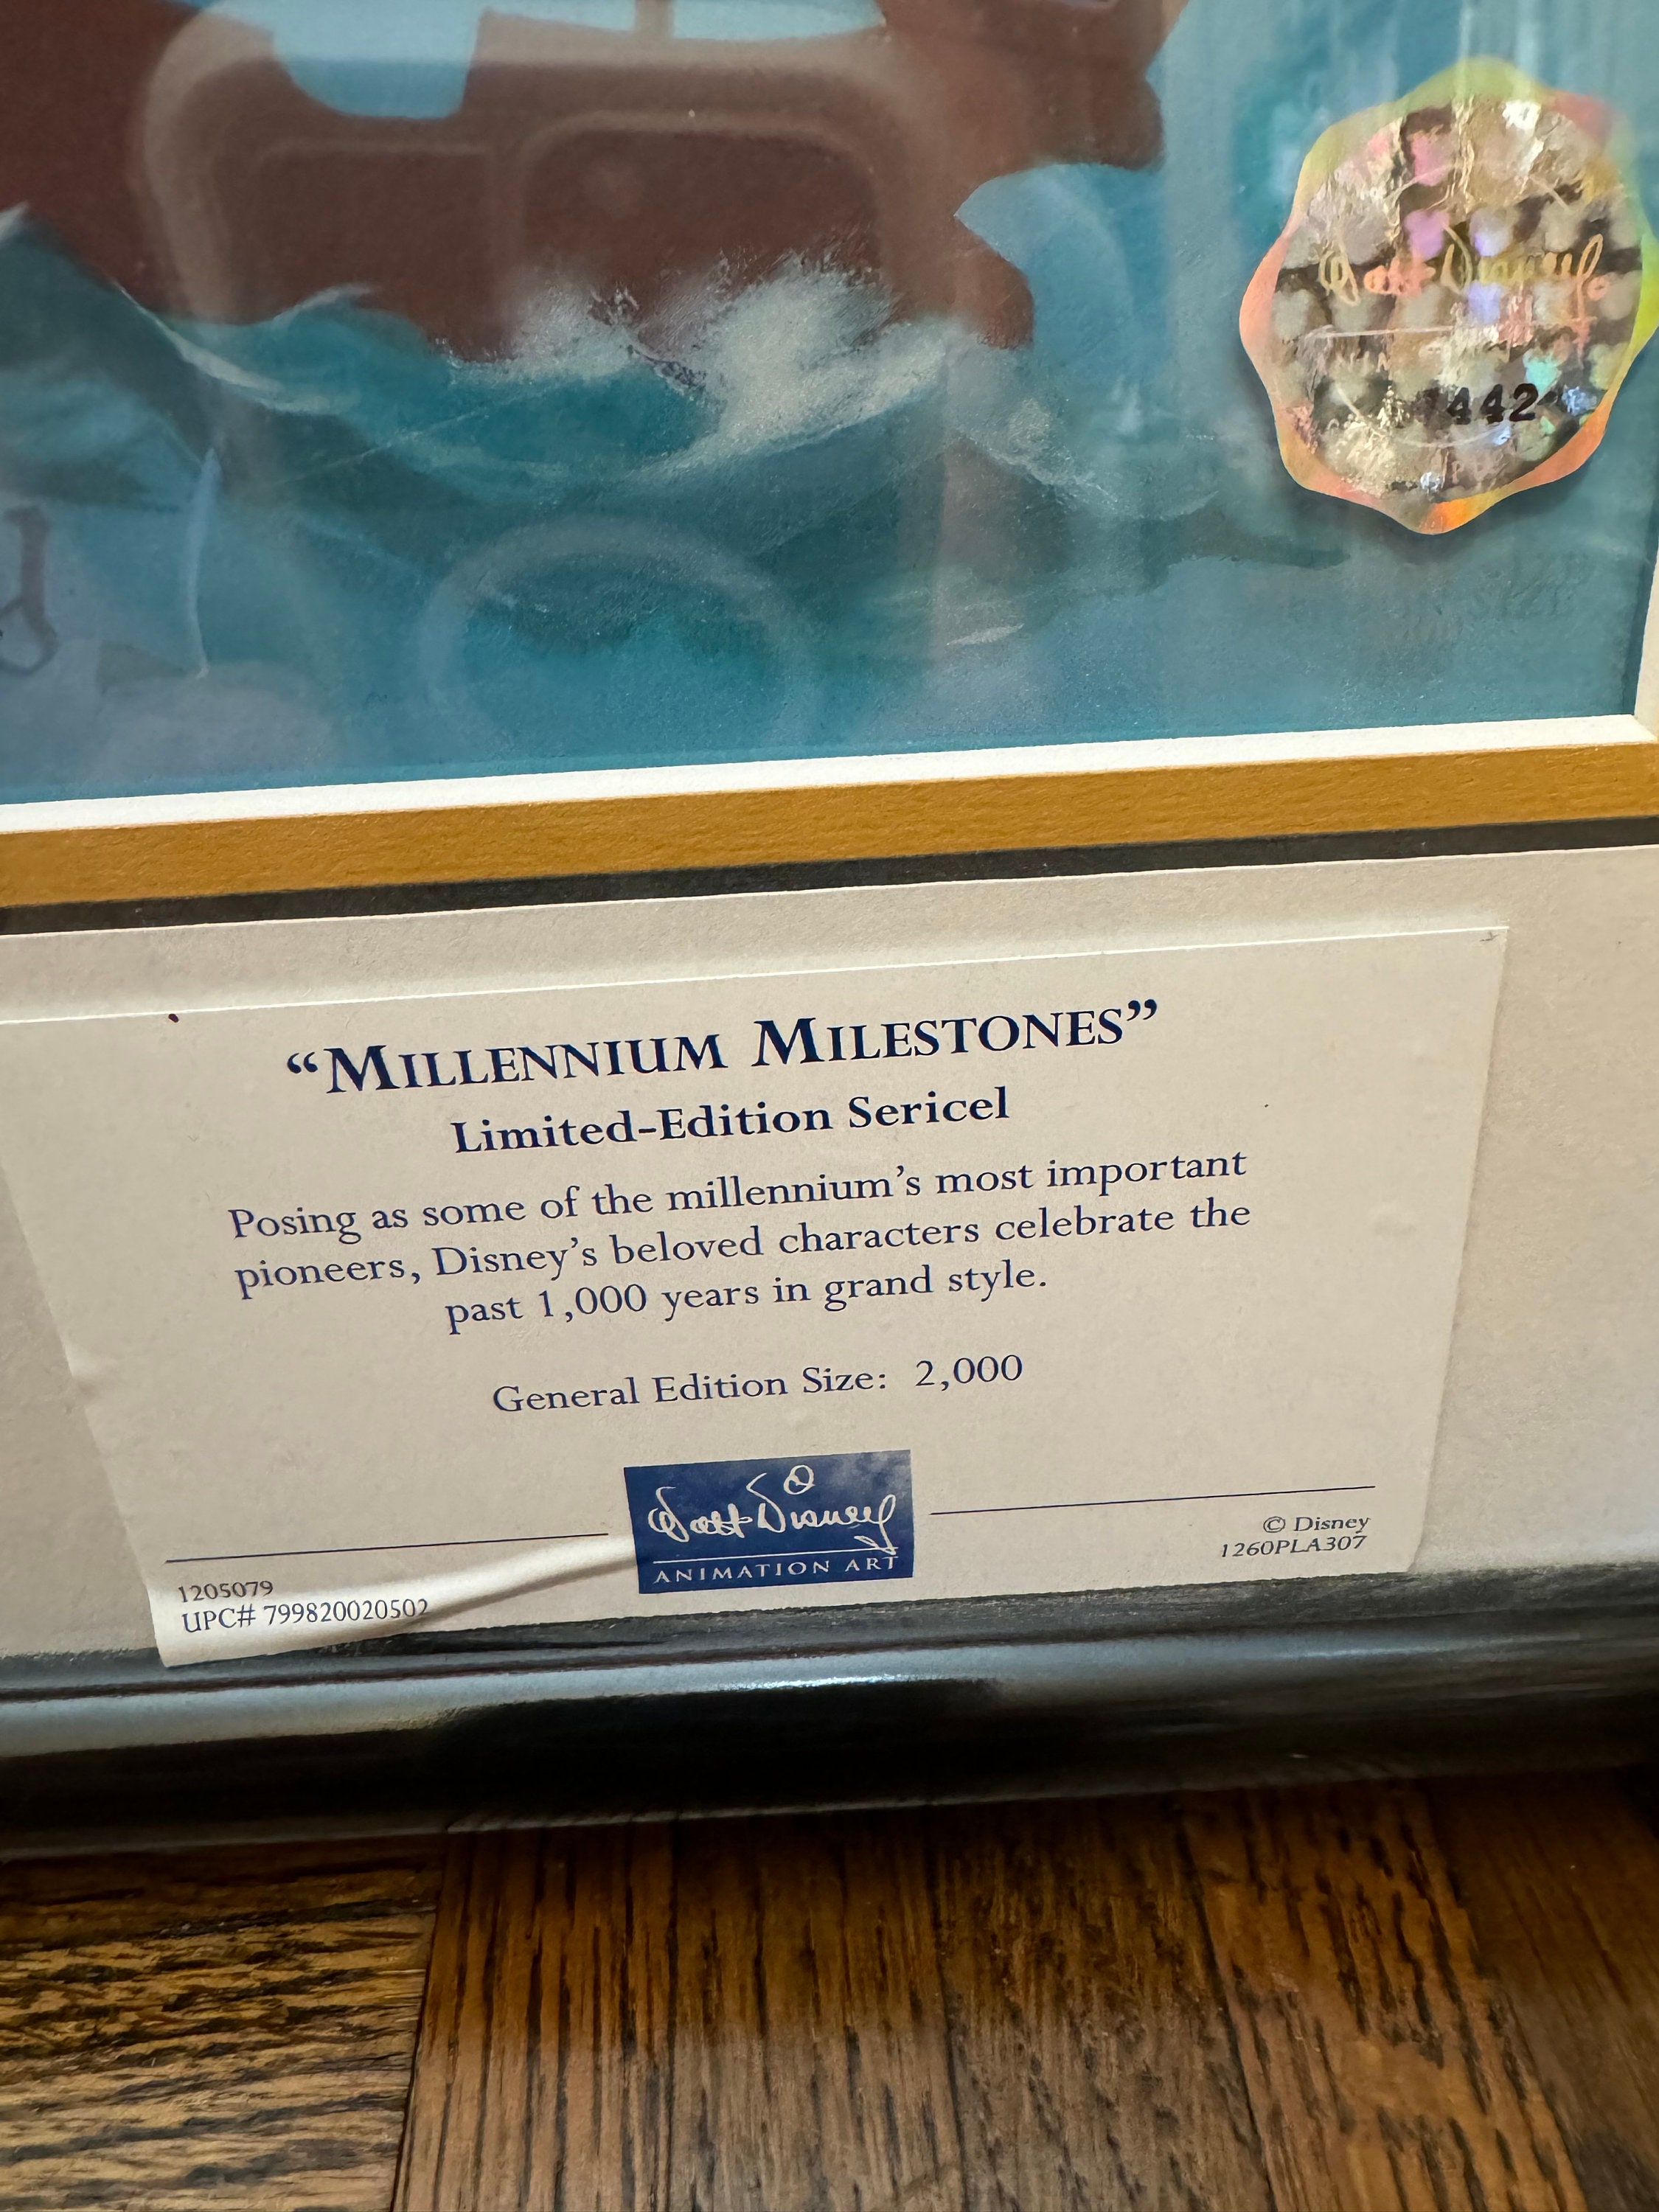 Walt Disney
“MILLENNIUM MILESTONES”
Limited-Edition Sericel
Posing as some of the millennium’s most important
pioneers, Disney’s beloved characters celebrate the
past 1,000 years in grand style.
General Edition Size: 2,000
Walt Disney
ANIMATION ART
1205079
UPC# 799820020502
© Disney
1260PLA307